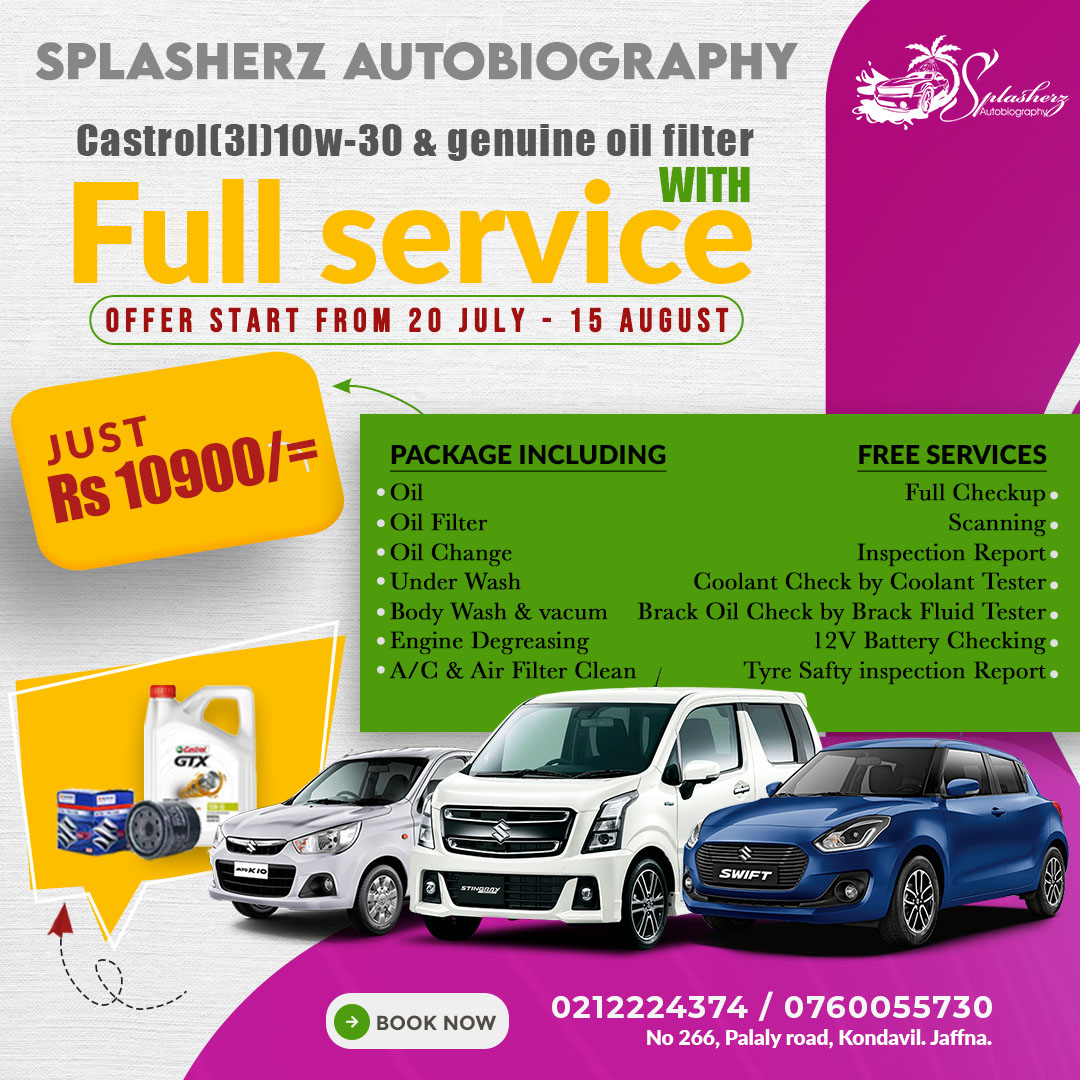 SPLASHERZ AUTOBIOGRAPHY
Splasherz
Autobiography
Castrol(3l)10w-30 & genuine oil filter
WITH
Full service
OFFER START FROM 20 JULY - 15 AUGUST
JUST
Rs 10900/=
PACKAGE INCLUDING
• Oil
• Oil Filter
• Oil Change
• Under Wash
• Body Wash & vacum
• Engine Degreasing
• A/C & Air Filter Clean
FREE SERVICES
Full Checkup •
Scanning •
Inspection Report •
Coolant Check by Coolant Tester •
Brack Oil Check by Brack Fluid Tester •
12V Battery Checking •
Tyre Safty inspection Report •
Castrol
GTX
ALTO K10
STINGRAY
SWIFT
BOOK NOW
0212224374 / 0760055730
No 266, Palaly road, Kondavil. Jaffna.